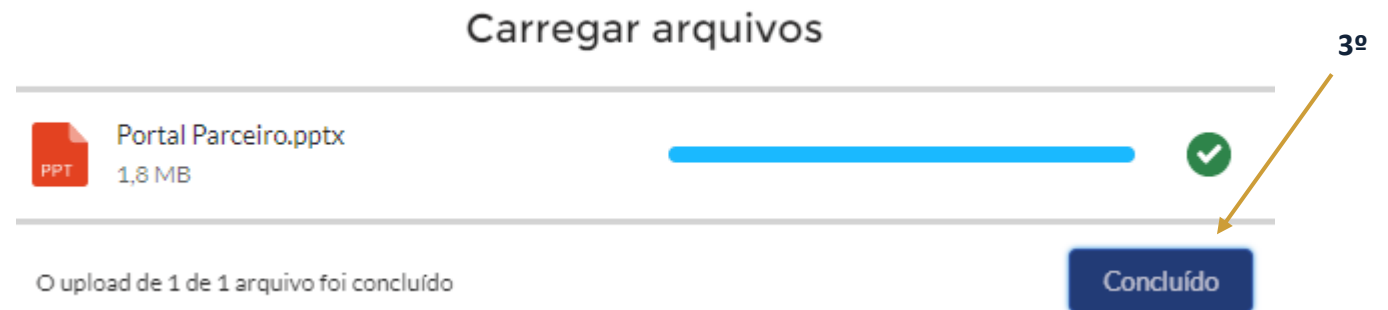 Carregar arquivos
3º
Portal Parceiro.pptx
PPT
1,8 MB
O upload de 1 de 1 arquivo foi concluído
Concluído